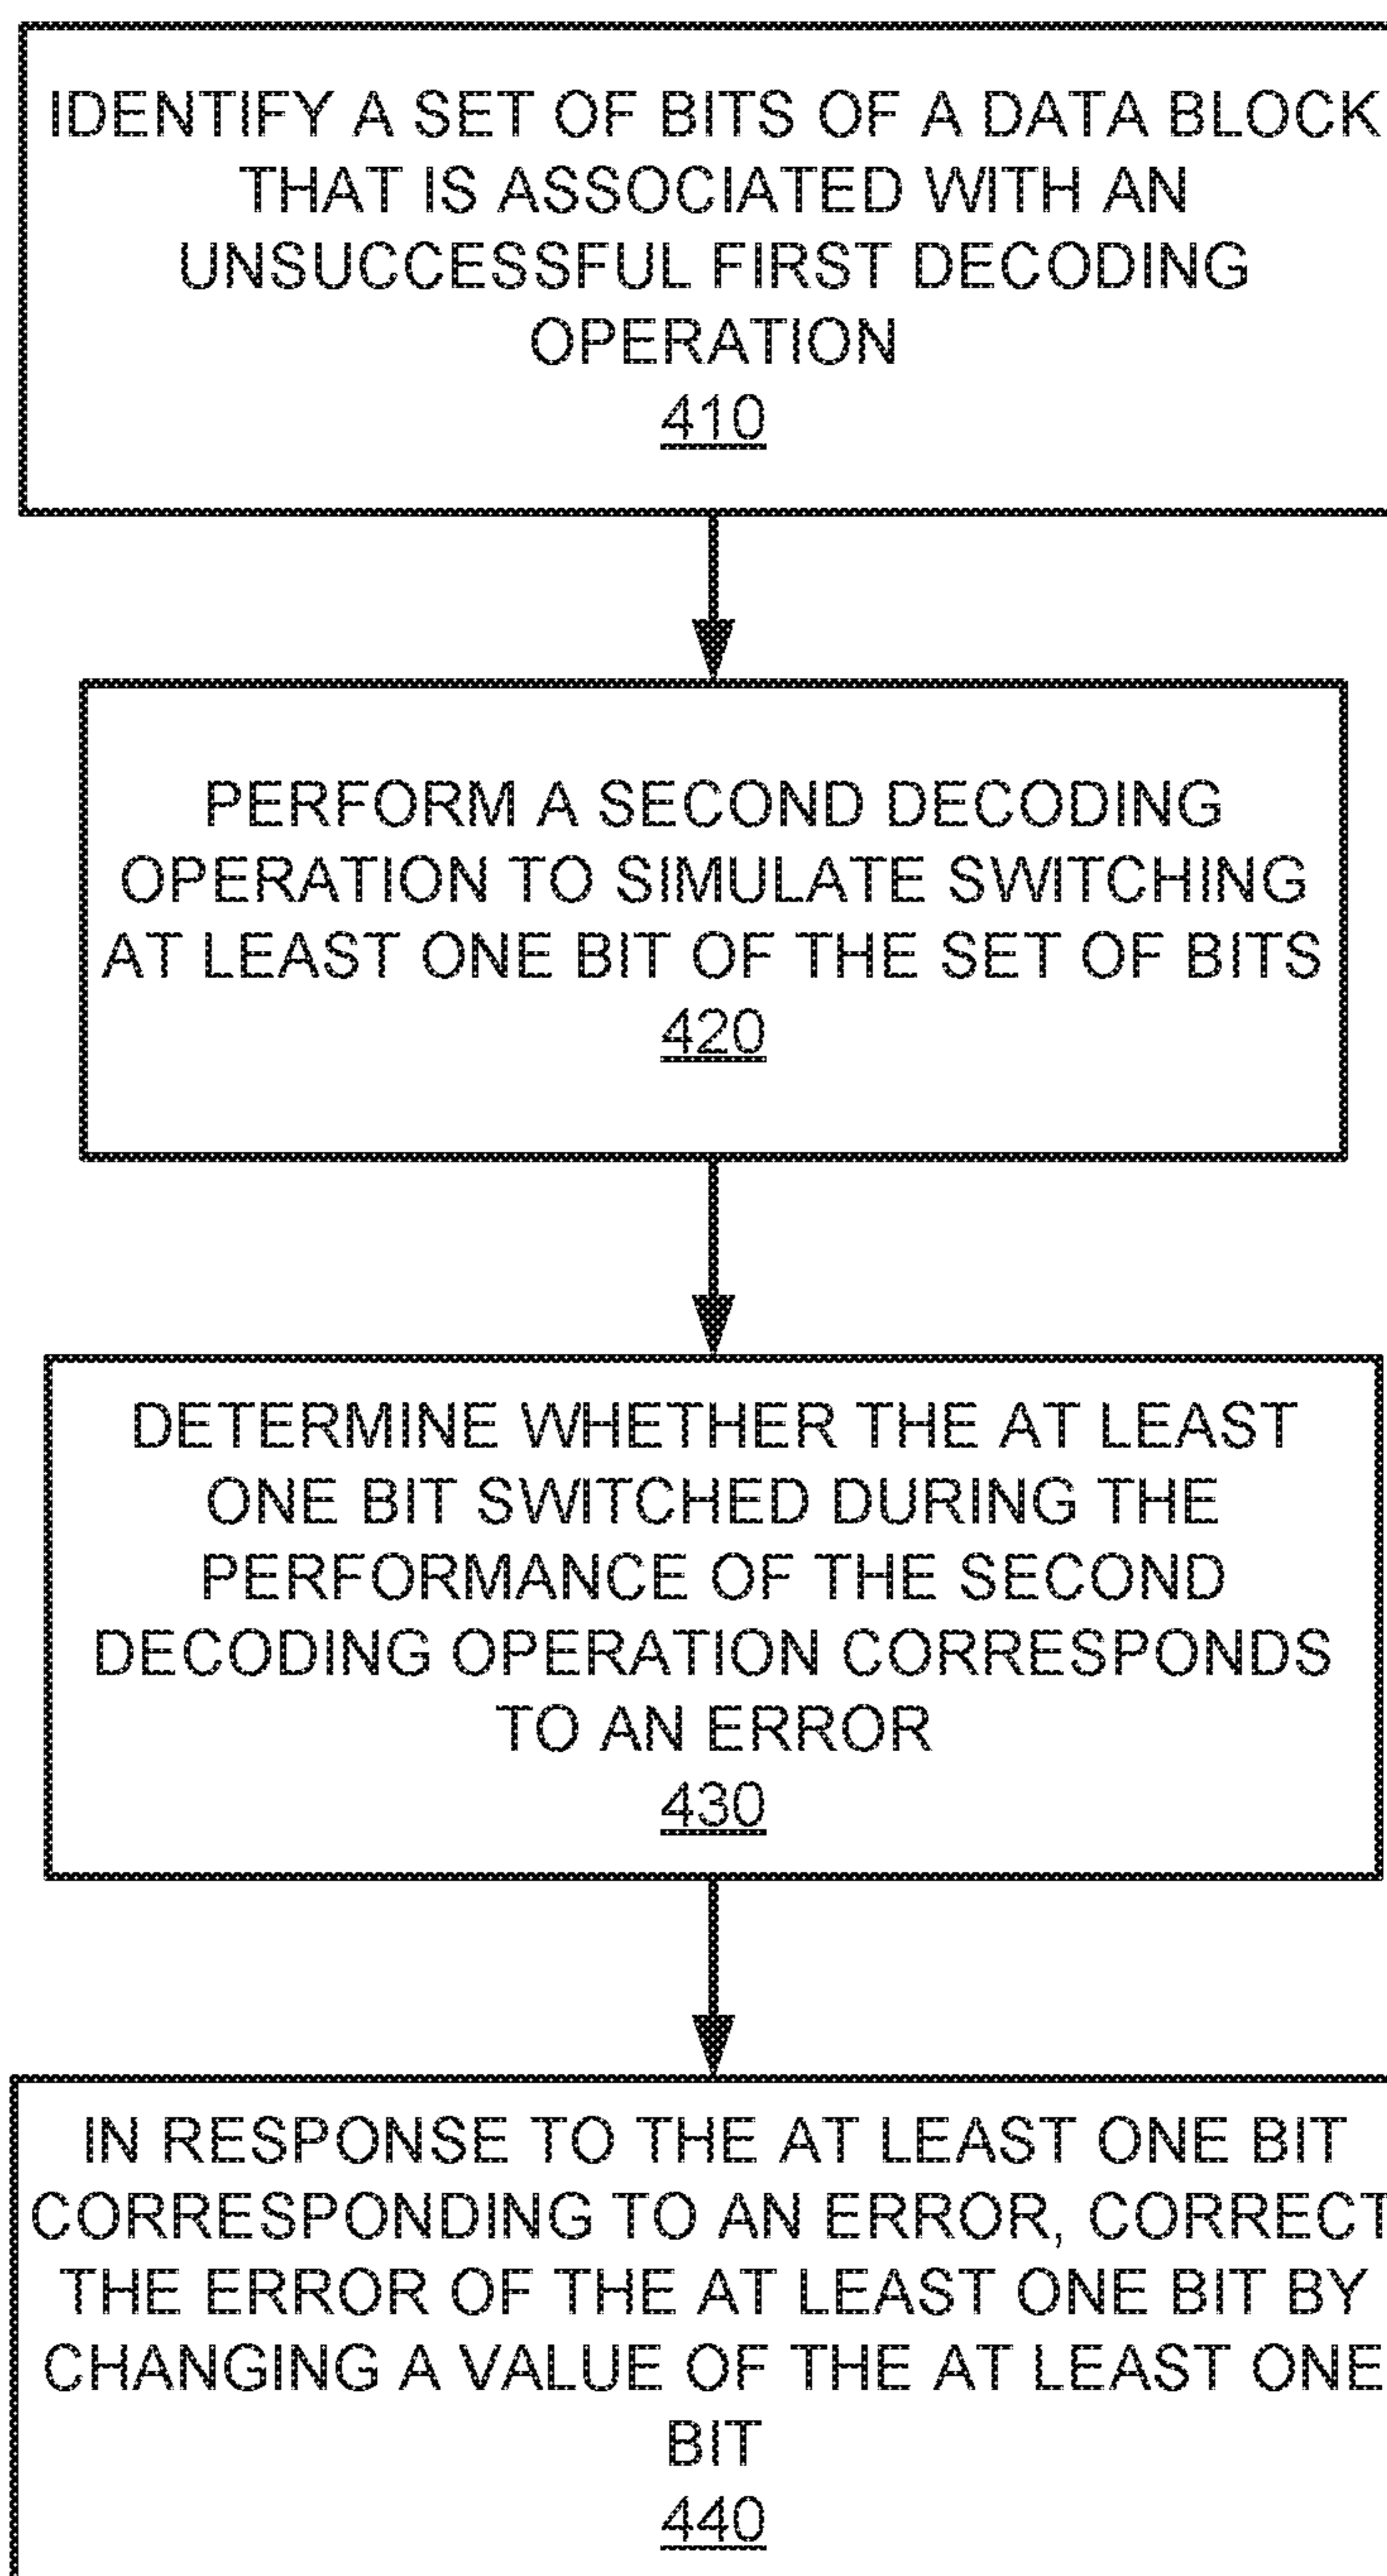 IDENTIFY A SET OF BITS OF A DATA BLOCK
THAT IS ASSOCIATED WITH AN
UNSUCCESSFUL FIRST DECODING
OPERATION
410
PERFORM A SECOND DECODING
OPERATION TO SIMULATE SWITCHING
AT LEAST ONE BIT OF THE SET OF BITS
420
DETERMINE WHETHER THE AT LEAST
ONE BIT SWITCHED DURING THE
PERFORMANCE OF THE SECOND
DECODING OPERATION CORRESPONDS
TO AN ERROR
430
IN RESPONSE TO THE AT LEAST ONE BIT
CORRESPONDING TO AN ERROR, CORRECT
THE ERROR OF THE AT LEAST ONE BIT BY
CHANGING A VALUE OF THE AT LEAST ONE
BIT
440